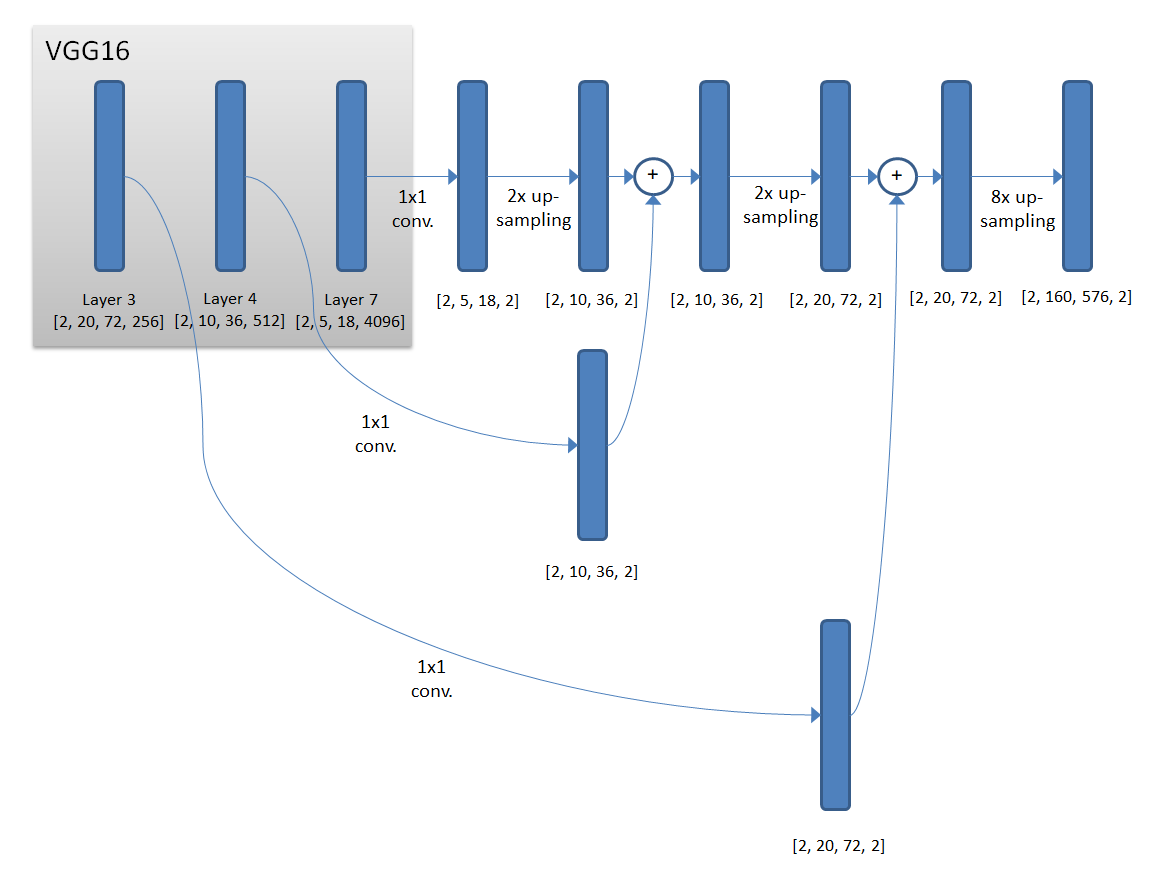 VGG16
+
+
1x1
conv.
2x up-
sampling
2x up-
sampling
8x up-
sampling
Layer 3
[2, 20, 72, 256]
Layer 4
[2, 10, 36, 512]
Layer 7
[2, 5, 18, 4096]
[2, 5, 18, 2]
[2, 10, 36, 2]
[2, 10, 36, 2]
[2, 20, 72, 2]
[2, 20, 72, 2]
[2, 160, 576, 2]
1x1
conv.
[2, 10, 36, 2]
1x1
conv.
[2, 20, 72, 2]